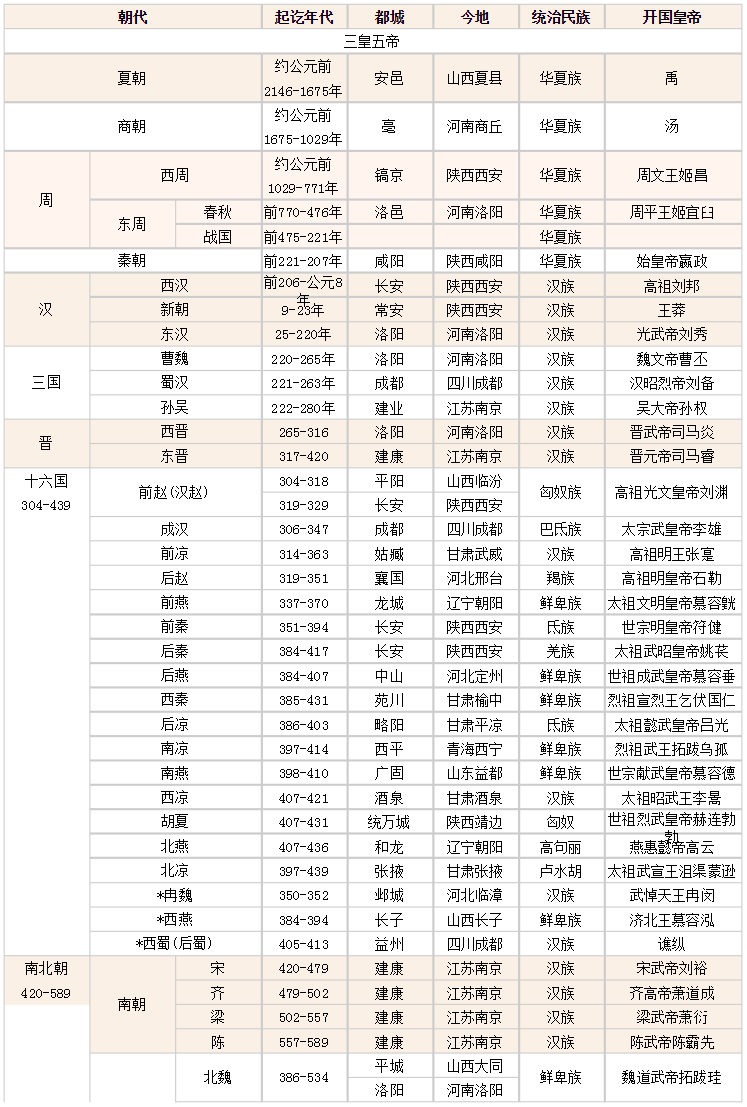 朝代 起讫年代 都城 今地 统治民族 开国皇帝
三皇五帝
夏朝 约公元前2146-1675年 安邑 山西夏县 华夏族 禹
商朝 约公元前1675-1029年 亳 河南商丘 华夏族 汤
周 西周 约公元前1029-771年 镐京 陕西西安 华夏族 周文王姬昌
东周 春秋 前770-476年 洛邑 河南洛阳 华夏族 周平王姬宜臼
战国 前475-221年 华夏族
秦朝 前221-207年 咸阳 陕西咸阳 华夏族 始皇帝嬴政
汉 西汉 前206-公元8年 长安 陕西西安 汉族 高祖刘邦
新朝 9-23年 常安 陕西西安 汉族 王莽
东汉 25-220年 洛阳 河南洛阳 汉族 光武帝刘秀
三国 曹魏 220-265年 洛阳 河南洛阳 汉族 魏文帝曹丕
蜀汉 221-263年 成都 四川成都 汉族 汉昭烈帝刘备
孙吴 222-280年 建业 江苏南京 汉族 吴大帝孙权
晋 西晋 265-316 洛阳 河南洛阳 汉族 晋武帝司马炎
东晋 317-420 建康 江苏南京 汉族 晋元帝司马睿
十六国 304-439 前赵(汉赵) 304-318 平阳 山西临汾 匈奴族 高祖光文皇帝刘渊
319-329 长安 陕西西安
成汉 306-347 成都 四川成都 巴氐族 太宗武皇帝李雄
前凉 314-363 姑臧 甘肃武威 汉族 高祖明王张寔
后赵 319-351 襄国 河北邢台 羯族 高祖明皇帝石勒
前燕 337-370 龙城 辽宁朝阳 鲜卑族 太祖文明皇帝慕容皝
前秦 351-394 长安 陕西西安 氐族 世宗明皇帝苻健
后秦 384-417 长安 陕西西安 羌族 太祖武昭皇帝姚苌
后燕 384-407 中山 河北定州 鲜卑族 世祖成武皇帝慕容垂
西秦 385-431 苑川 甘肃榆中 鲜卑族 烈祖宣烈王乞伏国仁
后凉 386-403 略阳 甘肃平凉 氐族 太祖懿武皇帝吕光
南凉 397-414 西平 青海西宁 鲜卑族 烈祖武王拓跋乌孤
南燕 398-410 广固 山东益都 鲜卑族 世宗献武皇帝慕容德
西凉 407-421 酒泉 甘肃酒泉 汉族 太祖昭武王李暠
胡夏 407-431 统万城 陕西靖边 匈奴 世祖烈武皇帝赫连勃勃
北燕 407-436 和龙 辽宁朝阳 高句丽 燕惠懿帝高云
北凉 397-439 张掖 甘肃张掖 卢水胡 太祖武宣王沮渠蒙逊
*冉魏 350-352 邺城 河北临漳 汉族 武悼天王冉闵
*西燕 384-394 长子 山西长子 鲜卑族 济北王慕容泓
*西蜀(后蜀) 405-413 益州 四川成都 汉族 谯纵
南北朝 420-589 南朝 宋 420-479 建康 江苏南京 汉族 宋武帝刘裕
齐 479-502 建康 江苏南京 汉族 齐高帝萧道成
梁 502-557 建康 江苏南京 汉族 梁武帝萧衍
陈 557-589 建康 江苏南京 汉族 陈武帝陈霸先
北魏 386-534 平城 山西大同 鲜卑族 魏道武帝拓跋珪
洛阳 河南洛阳